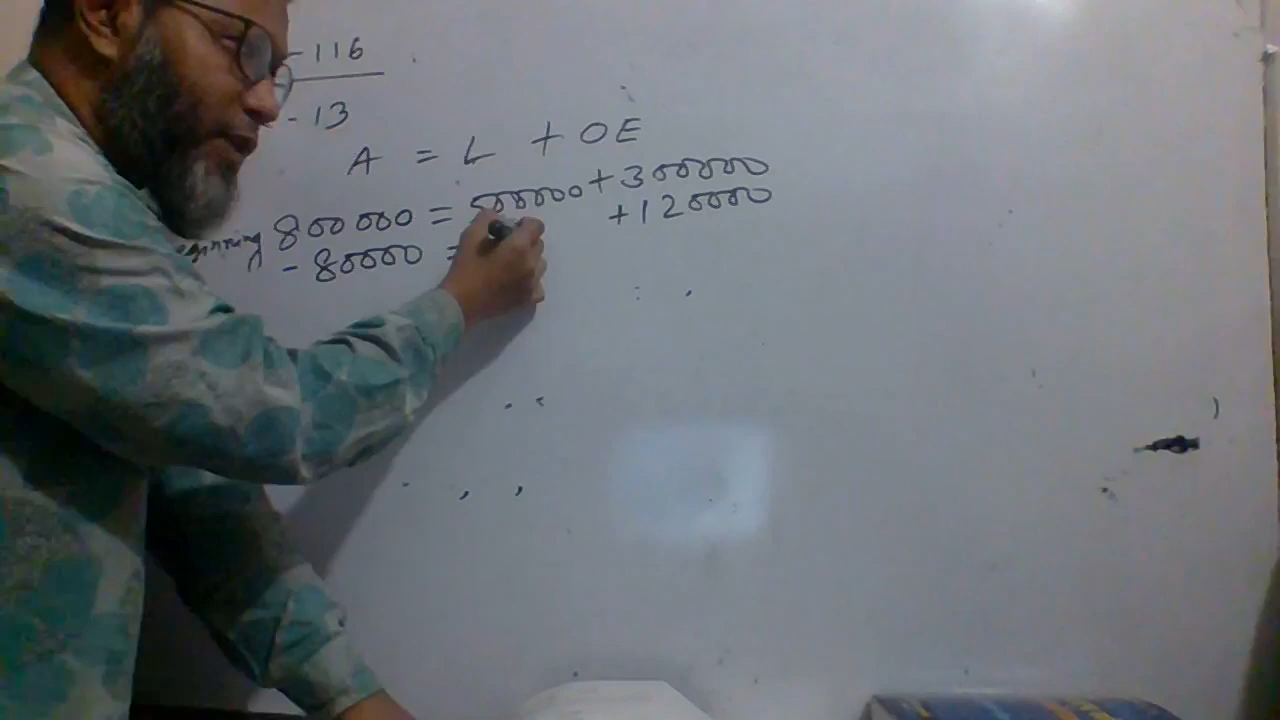 - 116
- 13
A = L + OE
800000 = 500000 + 300000
- 80000 = + 120000